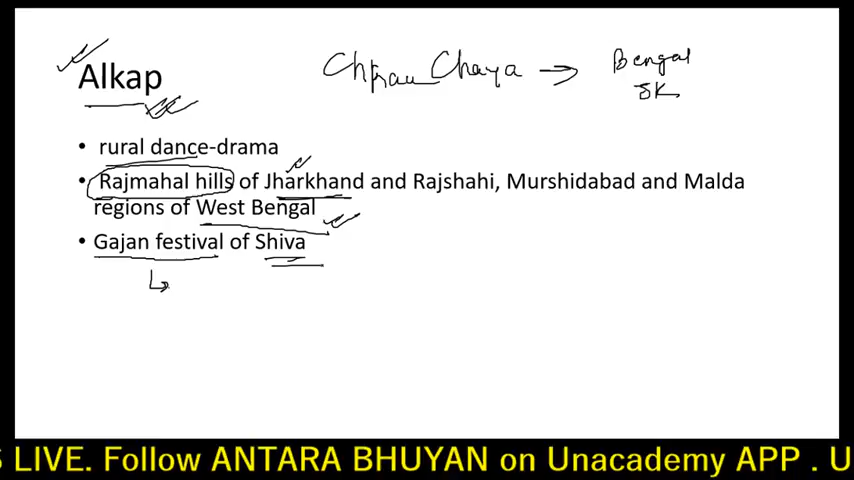 Alkap
Chhau Chaya → Bengal
JK
• rural dance-drama
• Rajmahal hills of Jharkhand and Rajshahi, Murshidabad and Malda
regions of West Bengal
• Gajan festival of Shiva
S LIVE. Follow ANTARA BHUYAN on Unacademy APP . U